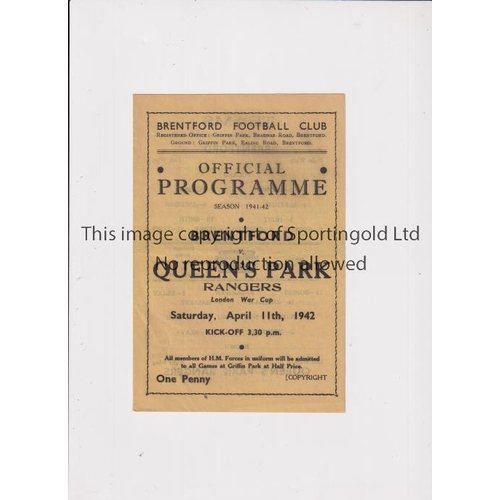 BRENTFORD FOOTBALL CLUB
REGISTERED OFFICE: GRIFFIN PARK, BRAEMAR ROAD, BRENTFORD.
GROUND: GRIFFIN PARK, EALING ROAD, BRENTFORD.
OFFICIAL
PROGRAMME
SEASON 1941-42
This image copyright of Sportingold Ltd
BRENTFORD
v.
No reproduction allowed
QUEEN'S PARK
RANGERS
London War Cup
Saturday, April 11th, 1942
KICK-OFF 3.30 p.m.
All members of H.M. Forces in uniform will be admitted
to all Games at Griffin Park at Half Price.
One Penny [COPYRIGHT